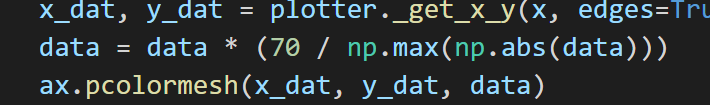 x_dat, y_dat = plotter._get_x_y(x, edges=Tru
data = data * (70 / np.max(np.abs(data)))
ax.pcolormesh(x_dat, y_dat, data)